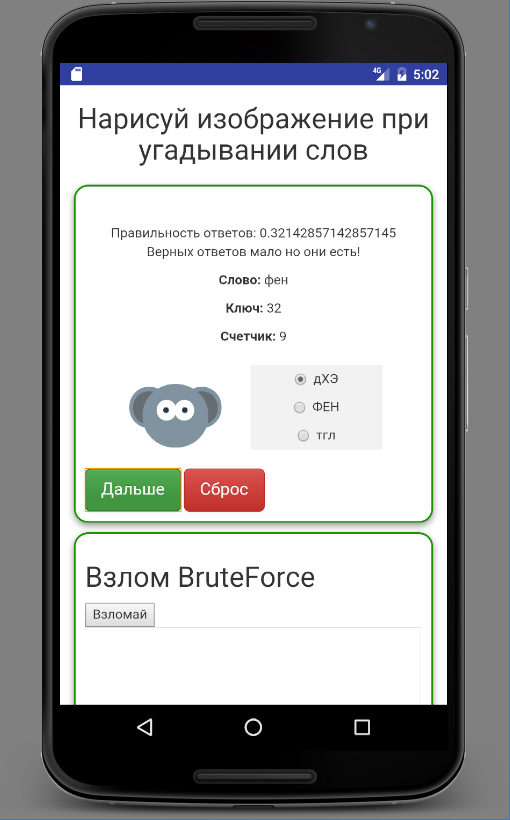 4G 5:02
Нарисуй изображение при
угадывании слов
Правильность ответов: 0.32142857142857145
Верных ответов мало но они есть!
Слово: фен
Ключ: 32
Счетчик: 9
дХЭ
ФЕН
тгл
Дальше Сброс
Взлом BruteForce
Взломай